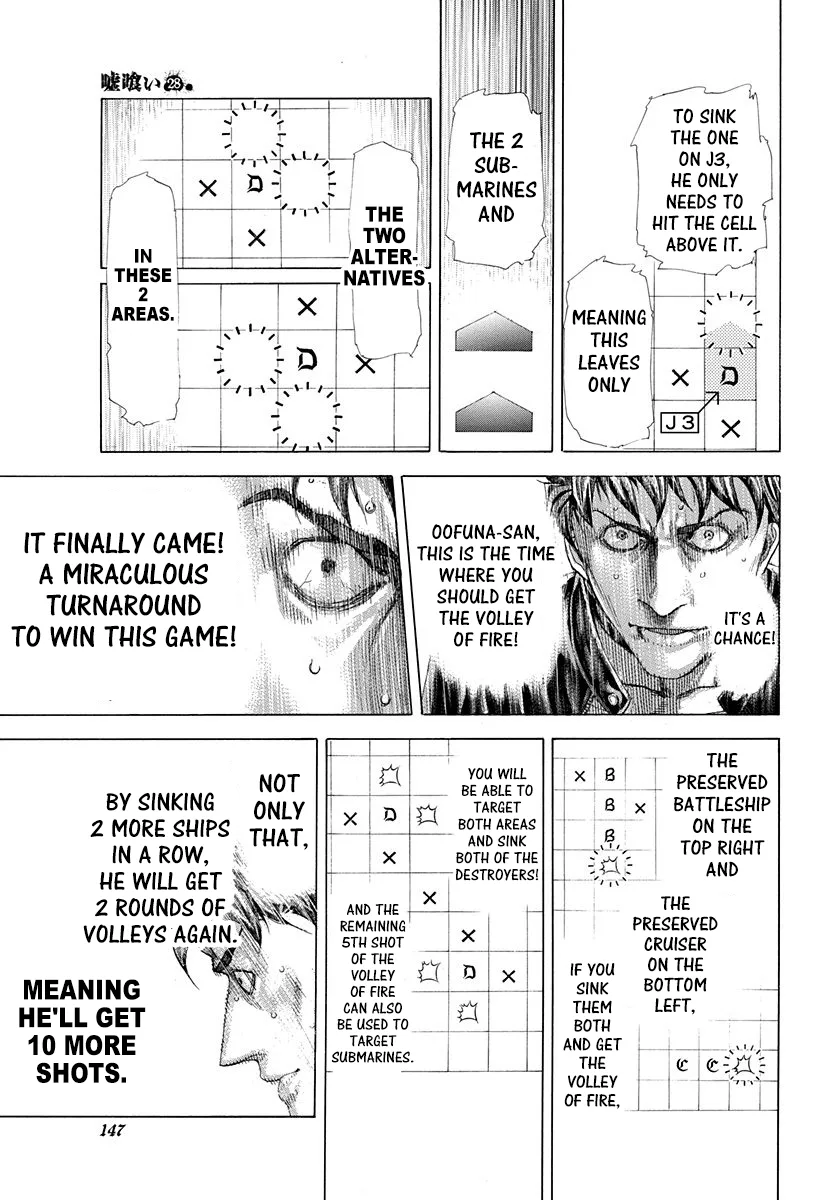 嘘喰い 28
TO SINK
THE ONE
ON J3,
HE ONLY
NEEDS TO
HIT THE CELL
ABOVE IT.
MEANING
THIS
LEAVES
ONLY
× D
J3
×
THE 2
SUB-
MARINES
AND
THE
TWO
ALTER-
NATIVES
IN
THESE
2
AREAS.
× D
×
×
D ×
IT'S A
CHANCE!
OOFUNA-SAN,
THIS IS THE TIME
WHERE YOU
SHOULD GET
THE VOLLEY
OF FIRE!
IT FINALLY CAME!
A MIRACULOUS
TURNAROUND
TO WIN THIS GAME!
THE
PRESERVED
BATTLESHIP
ON THE
TOP RIGHT
AND
× B
B ×
B
THE
PRESERVED
CRUISER
ON THE
BOTTOM
LEFT,
C C
IF YOU
SINK
THEM
BOTH
AND GET
THE
VOLLEY
OF FIRE,
YOU WILL
BE ABLE TO
TARGET
BOTH AREAS
AND SINK
BOTH OF THE
DESTROYERS!
× D
×
×
×
D ×
AND THE
REMAINING
5TH SHOT
OF THE
VOLLEY
OF FIRE
CAN ALSO
BE USED TO
TARGET
SUBMARINES.
NOT
ONLY
THAT,
BY SINKING
2 MORE SHIPS
IN A ROW,
HE WILL GET
2 ROUNDS OF
VOLLEYS AGAIN.
MEANING
HE'LL GET
10 MORE
SHOTS.
147